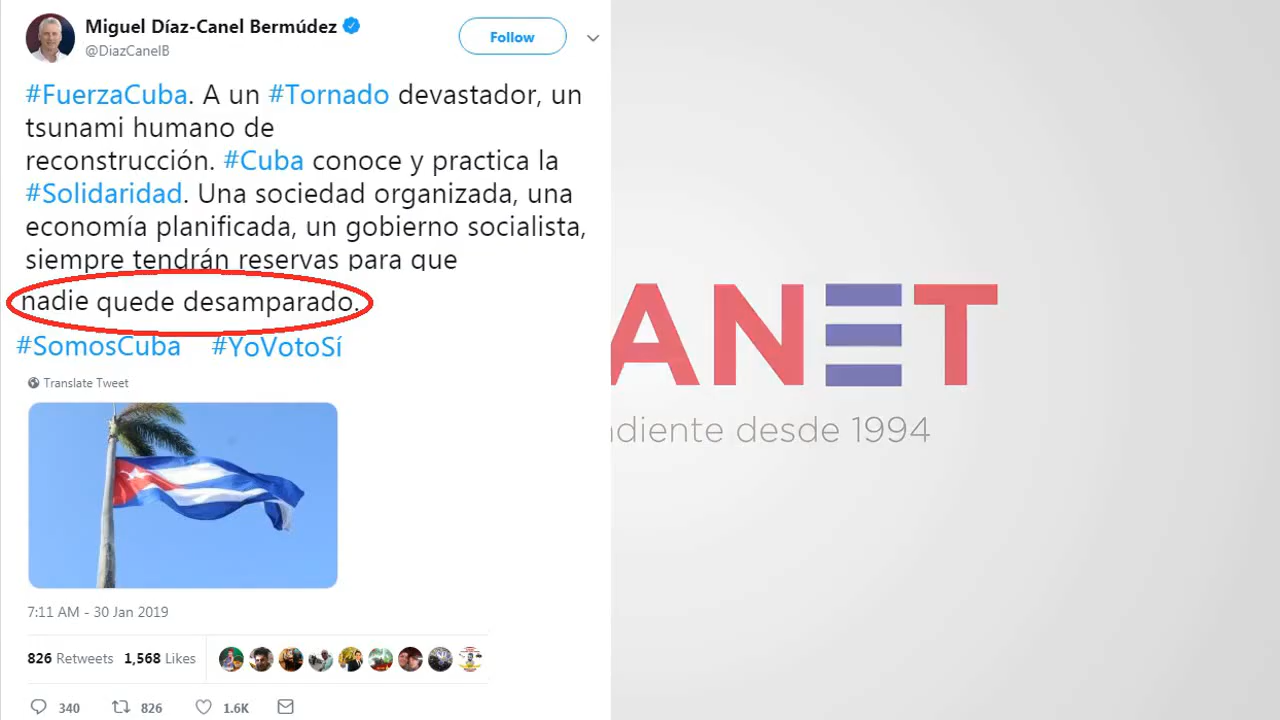 Miguel Díaz-Canel Bermúdez
@DiazCanelB
Follow
#FuerzaCuba. A un #Tornado devastador, un
tsunami humano de
reconstrucción. #Cuba conoce y practica la
#Solidaridad. Una sociedad organizada, una
economía planificada, un gobierno socialista,
siempre tendrán reservas para que
nadie quede desamparado.
#SomosCuba #YoVotoSí
Translate Tweet
7:11 AM - 30 Jan 2019
826 Retweets 1,568 Likes
340 826 1.6K
ANET
ndiente desde 1994